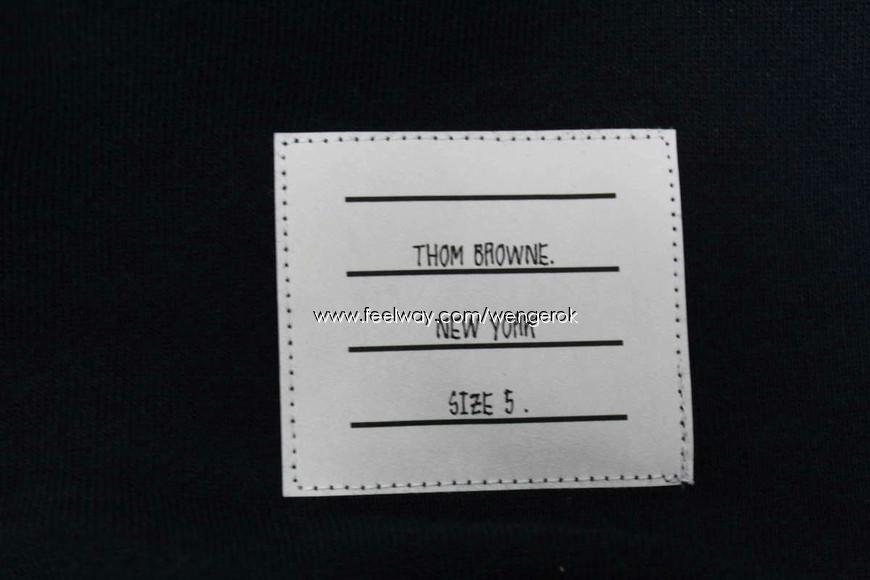 THOM BROWNE.
www.feelway.com/wengerok
NEW YORK
SIZE 5 .